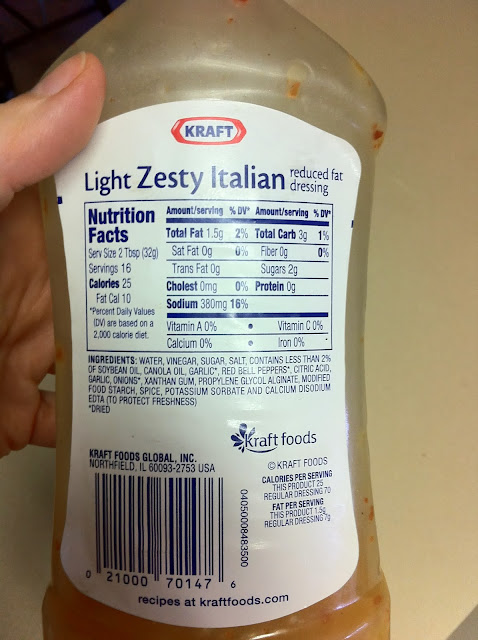 KRAFT
Light Zesty Italian reduced fat dressing
Nutrition Facts
Serv Size 2 Tbsp (32g)
Servings 16
Calories 25
Fat Cal 10
*Percent Daily Values
(DV) are based on a
2,000 calorie diet.
Amount/serving % DV* Amount/serving % DV*
Total Fat 1.5g 2% Total Carb 3g 1%
Sat Fat 0g 0% Fiber 0g 0%
Trans Fat 0g Sugars 2g
Cholest 0mg 0% Protein 0g
Sodium 380mg 16%
Vitamin A 0% • Vitamin C 0%
Calcium 0% • Iron 0%
INGREDIENTS: WATER, VINEGAR, SUGAR, SALT, CONTAINS LESS THAN 2%
OF SOYBEAN OIL, CANOLA OIL, GARLIC*, RED BELL PEPPERS*, CITRIC ACID,
GARLIC, ONIONS*, XANTHAN GUM, PROPYLENE GLYCOL ALGINATE, MODIFIED
FOOD STARCH, SPICE, POTASSIUM SORBATE AND CALCIUM DISODIUM
EDTA (TO PROTECT FRESHNESS)
*DRIED
kraft foods
KRAFT FOODS GLOBAL, INC.
NORTHFIELD, IL 60093-2753 USA
© KRAFT FOODS
CALORIES PER SERVING
THIS PRODUCT 25
REGULAR DRESSING 70
FAT PER SERVING
THIS PRODUCT 1.5g
REGULAR DRESSING 7g
04050008483500
0 21000 70147 6
recipes at kraftfoods.com